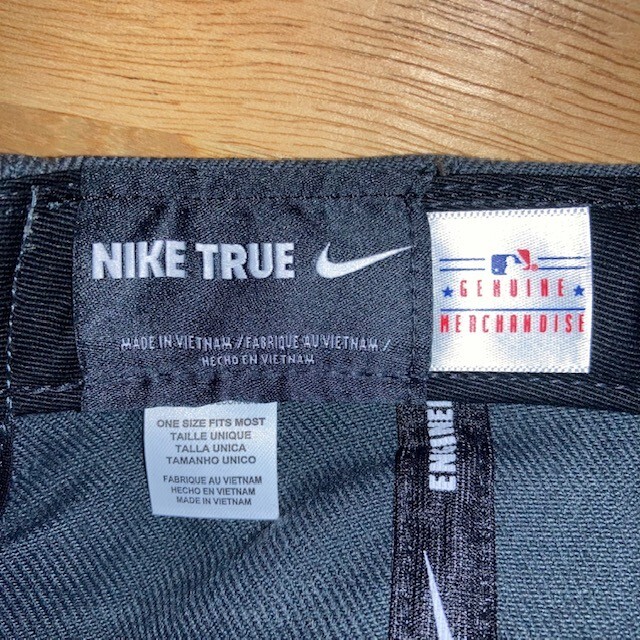 NIKE TRUE
MADE IN VIETNAM / FABRIQUE AU VIETNAM /
HECHO EN VIETNAM
GENUINE
MERCHANDISE
ONE SIZE FITS MOST
TAILLE UNIQUE
TALLA UNICA
TAMANHO UNICO
FABRIQUE AU VIETNAM
HECHO EN VIETNAM
MADE IN VIETNAM